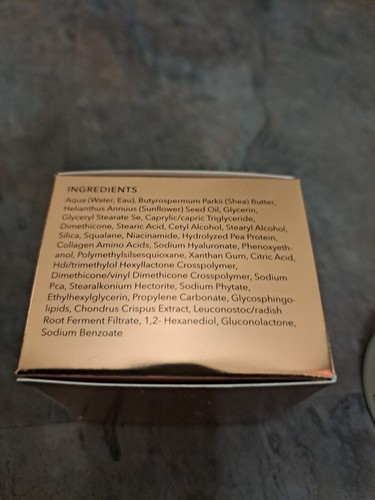 INGREDIENTS
Aqua (Water, Eau), Butyrospermum Parkii (Shea) Butter,
Helianthus Annuus (Sunflower) Seed Oil, Glycerin,
Glyceryl Stearate Se, Caprylic/capric Triglyceride,
Dimethicone, Stearic Acid, Cetyl Alcohol, Stearyl Alcohol,
Silica, Squalane, Niacinamide, Hydrolyzed Pea Protein,
Collagen Amino Acids, Sodium Hyaluronate, Phenoxyeth-
anol, Polymethylsilsesquioxane, Xanthan Gum, Citric Acid,
Hdi/trimethylol Hexyllactone Crosspolymer,
Dimethicone/vinyl Dimethicone Crosspolymer, Sodium
Pca, Stearalkonium Hectorite, Sodium Phytate,
Ethylhexylglycerin, Propylene Carbonate, Glycosphingo-
lipids, Chondrus Crispus Extract, Leuconostoc/radish
Root Ferment Filtrate, 1,2- Hexanediol, Gluconolactone,
Sodium Benzoate